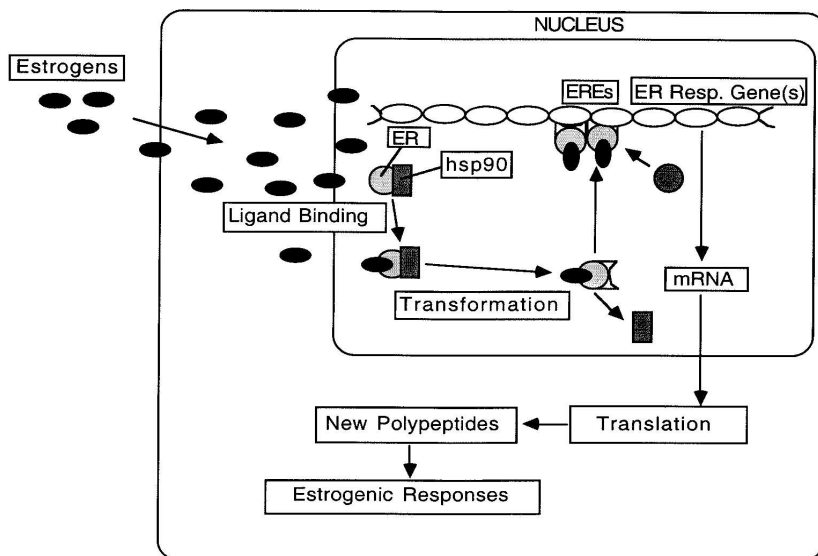 NUCLEUS
Estrogens
EREs
ER Resp. Gene(s)
ER
hsp90
Ligand Binding
mRNA
Transformation
New Polypeptides
Translation
Estrogenic Responses